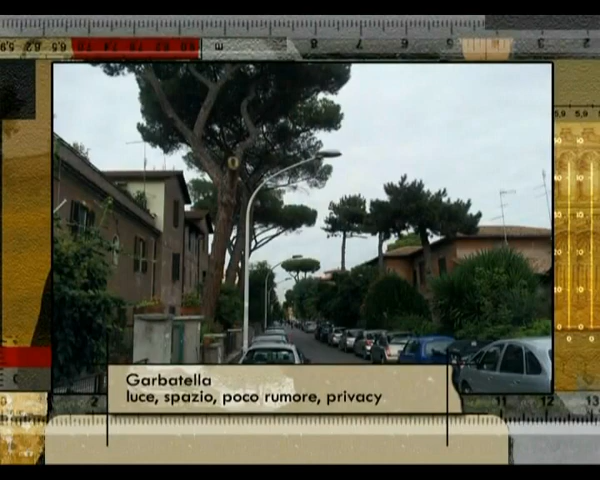 Garbatella
luce, spazio, poco rumore, privacy